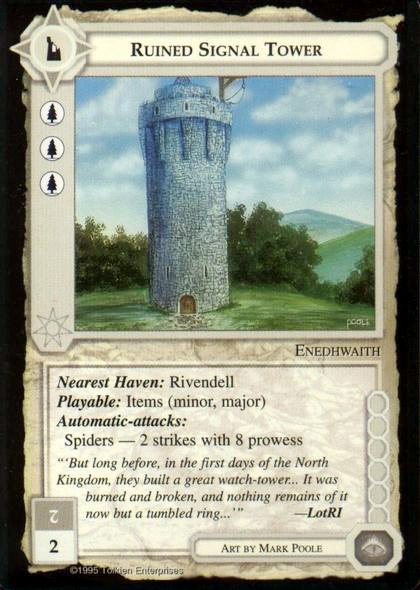 RUINED SIGNAL TOWER
POOLE
ENEDHWAITH
Nearest Haven: Rivendell
Playable: Items (minor, major)
Automatic-attacks:
Spiders — 2 strikes with 8 prowess
“‘But long before, in the first days of the North
Kingdom, they built a great watch-tower... It was
burned and broken, and nothing remains of it
now but a tumbled ring...’” —LotRI
2
2
ART BY MARK POOLE
©1995 Tolkien Enterprises